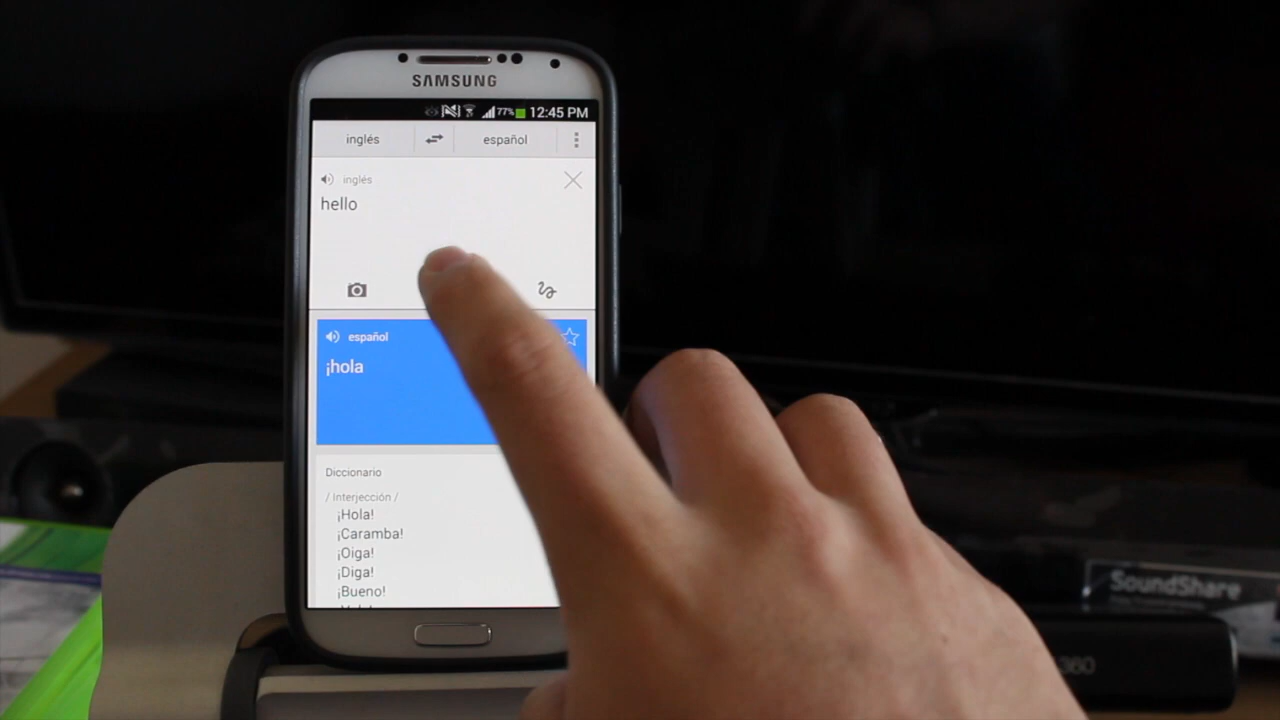 SAMSUNG
77% 12:45 PM
inglés español
inglés
hello
español
¡hola
Diccionario
/ Interjección /
¡Hola!
¡Caramba!
¡Oiga!
¡Diga!
¡Bueno!
SoundShare
360